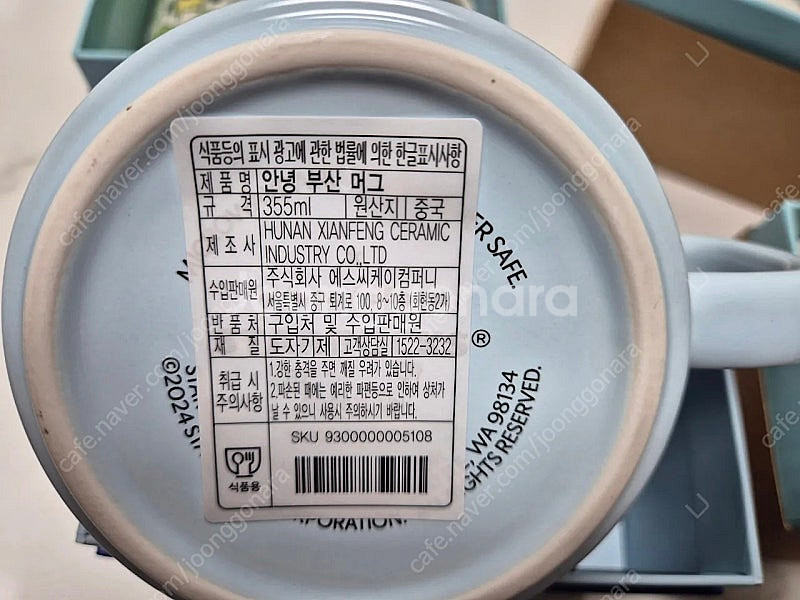 식품등의 표시 광고에 관한 법률에 의한 한글표시사항
제 품 명 안녕 부산 머그
규 격 355ml 원산지 중국
제 조 사 HUNAN XIANFENG CERAMIC
INDUSTRY CO.,LTD
수입판매원 주식회사 에스씨케이컴퍼니
서울특별시 중구 퇴계로 100, 8~10층 (회현동2가)
반 품 처 구입처 및 수입판매원
재 질 도자기제 고객상담실 1522-3232
취급 시
주의사항
1.강한 충격을 주면 깨질 우려가 있습니다.
2.파손된 때에는 예리한 파편등으로 인하여 상처가
날 수 있으니 사용시 주의하시기 바랍니다.
SKU 9300000005108
식품용
ER SAFE.
®
WA 98134
GHTS RESERVED.
©2024
PORATION
cafe.naver.com/joonggonara